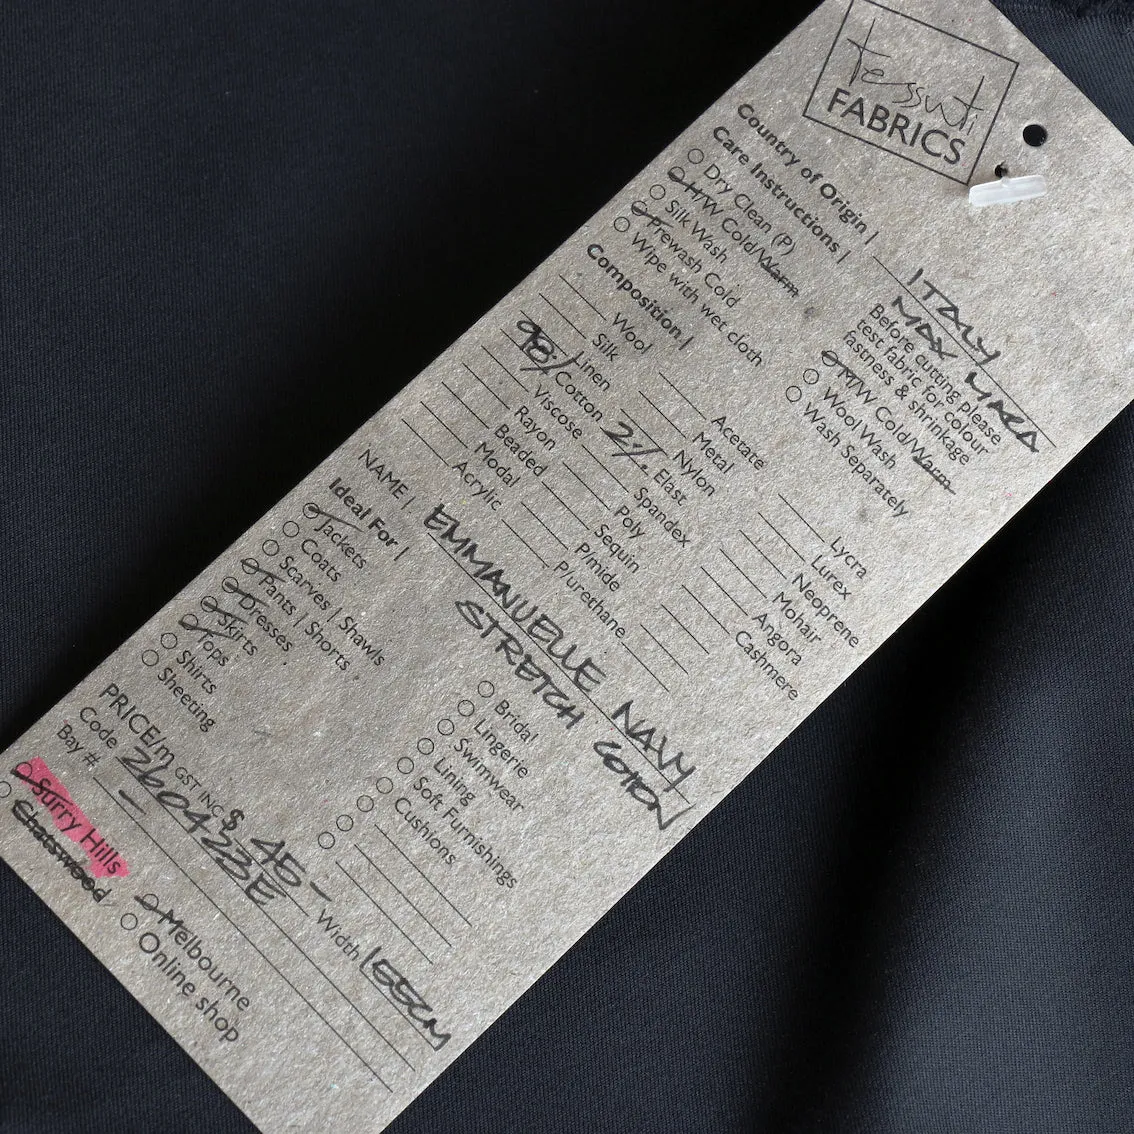 tessuti
FABRICS
Country of Origin | ITALY
MAX MARA
Care Instructions | Before cutting please
test fabric for colour
fastness & shrinkage
Dry Clean (P)
H/W Cold/Warm M/W Cold/Warm
Silk Wash Wool Wash
Prewash Cold Wash Separately
Wipe with wet cloth
Composition |
Wool Acetate Lycra
Silk Metal Lurex
Linen Nylon Neoprene
98% Cotton 2% Elast Mohair
Viscose Spandex Angora
Rayon Poly Cashmere
Beaded Sequin
Modal P/mide
Acrylic P/urethane
NAME | EMMANUELLE NAVY
STRETCH COTTON
Ideal For |
Jackets Bridal
Coats Lingerie
Scarves | Shawls Swimwear
Pants | Shorts Lining
Dresses Soft Furnishings
Skirts Cushions
Tops
Shirts
Sheeting
PRICE/m GST INC $ 45- Width 155CM
Code 260423E
Bay # -
Surry Hills Melbourne
Chatswood Online shop